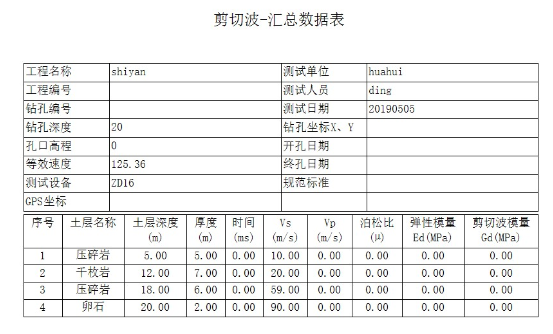 剪切波-汇总数据表
工程名称 shiyan 测试单位 huahui
工程编号 测试人员 ding
钻孔编号 测试日期 20190505
钻孔深度 20 钻孔坐标X、Y
孔口高程 0 开孔日期
等效速度 125.36 终孔日期
测试设备 ZD16 规范标准
GPS坐标
序号 土层名称 土层深度(m) 厚度(m) 时间(ms) Vs(m/s) Vp(m/s) 泊松比(μ) 弹性模量Ed(MPa) 剪切波模量Gd(MPa)
1 压碎岩 5.00 5.00 0.00 10.00 0.00 0.00 0.00 0.00
2 千枚岩 12.00 7.00 0.00 20.00 0.00 0.00 0.00 0.00
3 压碎岩 18.00 6.00 0.00 59.00 0.00 0.00 0.00 0.00
4 卵石 20.00 2.00 0.00 90.00 0.00 0.00 0.00 0.00